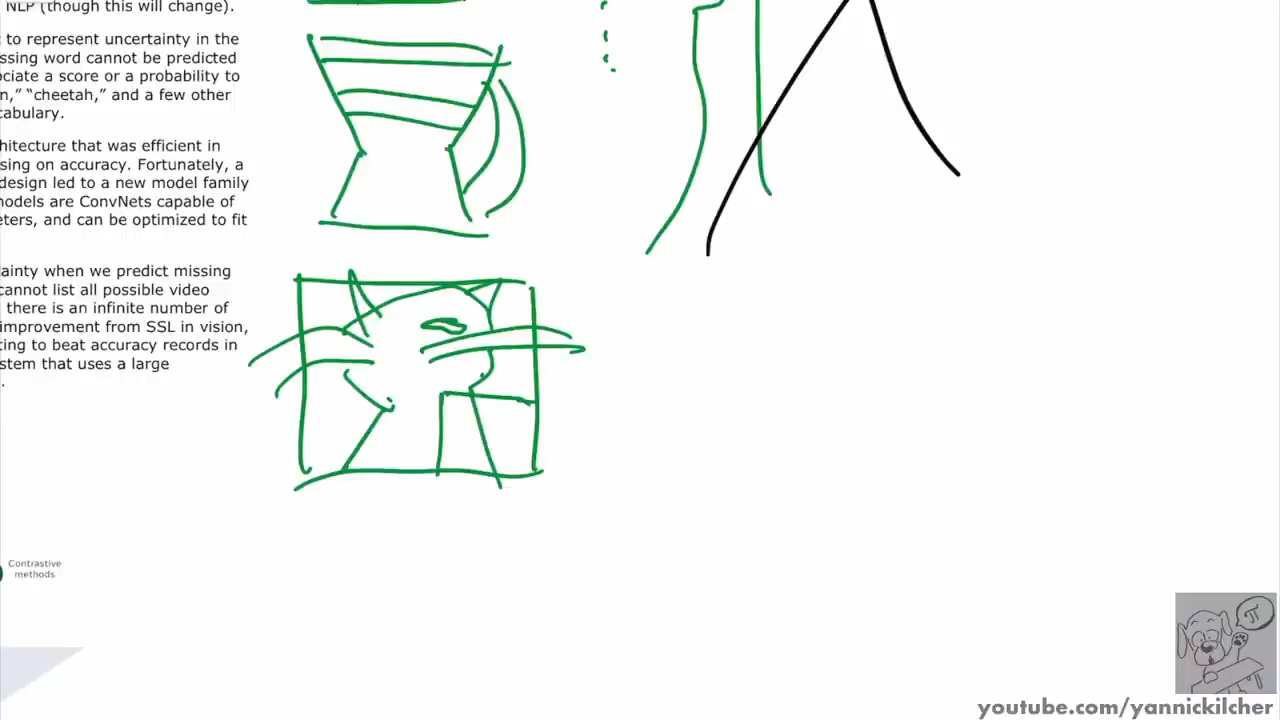 NLP (though this will change).
to represent uncertainty in the
ssing word cannot be predicted
ociate a score or a probability to
n,” “cheetah,” and a few other
cabulary.
chitecture that was efficient in
sing on accuracy. Fortunately, a
design led to a new model family
models are ConvNets capable of
eters, and can be optimized to fit
tainty when we predict missing
cannot list all possible video
there is an infinite number of
improvement from SSL in vision,
ting to beat accuracy records in
stem that uses a large
.
Contrastive
methods
π
youtube.com/yannickilcher